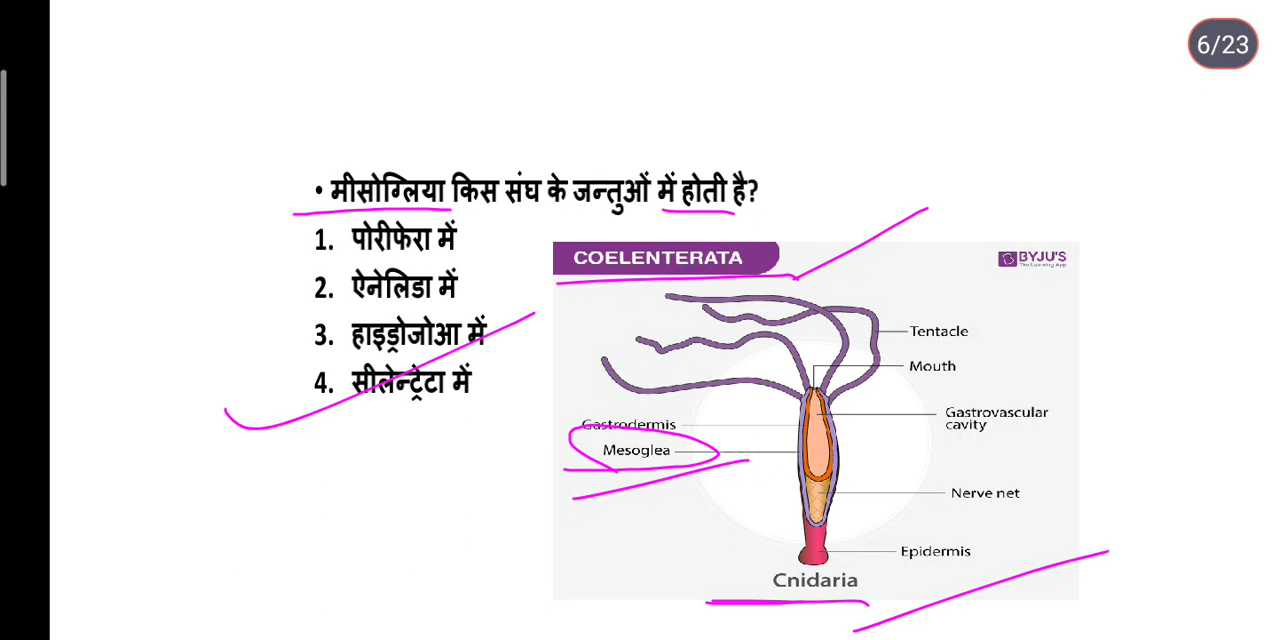 6/23
• मीसोग्लिया किस संघ के जन्तुओं में होती है?
1. पोरीफेरा में
2. ऐनेलिडा में
3. हाइड्रोजोआ में
4. सीलेन्ट्रेटा में
COELENTERATA
BYJU'S
The Learning App
Tentacle
Mouth
Gastrovascular
cavity
Gastrodermis
Mesoglea
Nerve net
Epidermis
Cnidaria